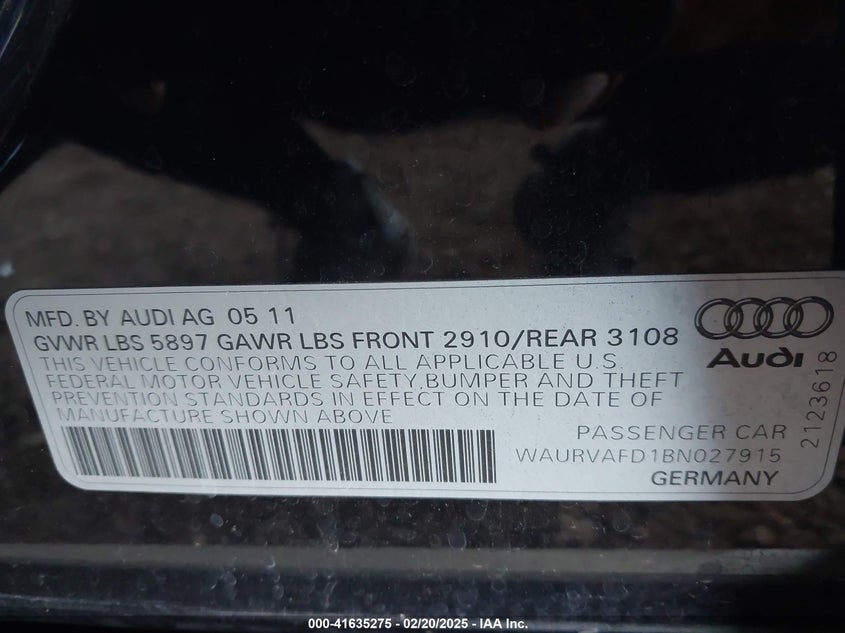 MFD. BY AUDI AG 05 11
GVWR LBS 5897 GAWR LBS FRONT 2910/REAR 3108
THIS VEHICLE CONFORMS TO ALL APPLICABLE U.S.
FEDERAL MOTOR VEHICLE SAFETY,BUMPER AND THEFT
PREVENTION STANDARDS IN EFFECT ON THE DATE OF
MANUFACTURE SHOWN ABOVE
Audi
2123618
PASSENGER CAR
WAURVAFD1BN027915
GERMANY
000-41635275 - 02/20/2025 - IAA Inc.